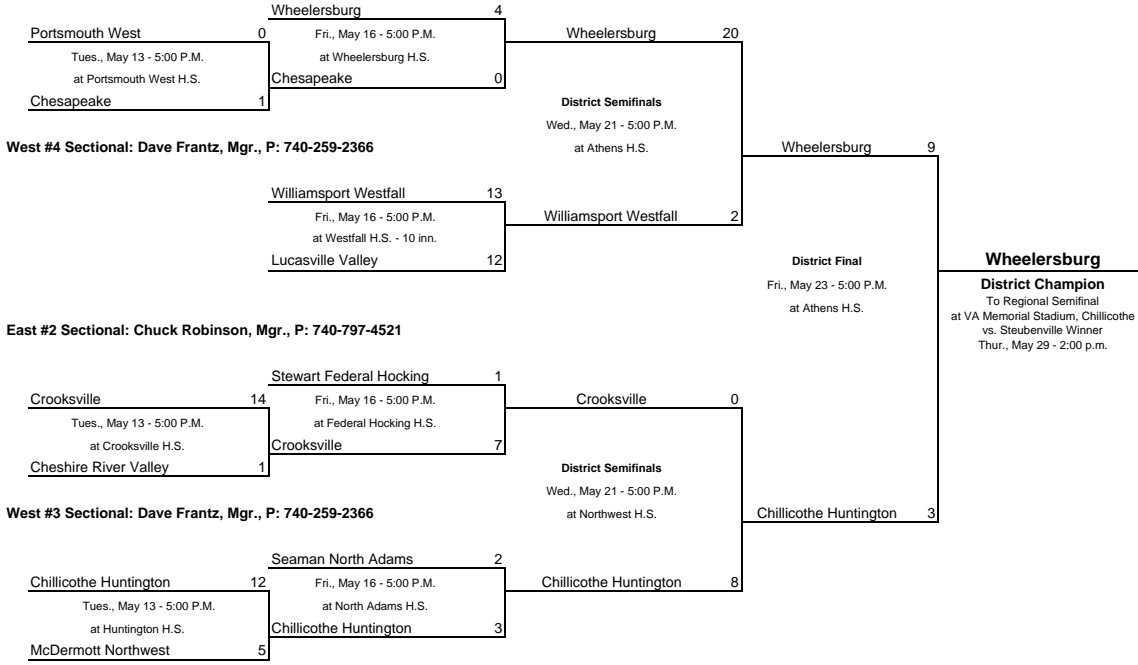 Wheelersburg 4
Portsmouth West 0
Fri., May 16 - 5:00 P.M.
Wheelersburg 20
Tues., May 13 - 5:00 P.M.
at Wheelersburg H.S.
at Portsmouth West H.S.
Chesapeake 0
Chesapeake 1
District Semifinals
Wed., May 21 - 5:00 P.M.
West #4 Sectional: Dave Frantz, Mgr., P: 740-259-2366
at Athens H.S.
Wheelersburg 9
Williamsport Westfall 13
Fri., May 16 - 5:00 P.M.
Williamsport Westfall 2
at Westfall H.S. - 10 inn.
Lucasville Valley 12
District Final
Fri., May 23 - 5:00 P.M.
at Athens H.S.
Wheelersburg
District Champion
To Regional Semifinal
at VA Memorial Stadium, Chillicothe
vs. Steubenville Winner
Thur., May 29 - 2:00 p.m.
East #2 Sectional: Chuck Robinson, Mgr., P: 740-797-4521
Stewart Federal Hocking 1
Crooksville 14
Fri., May 16 - 5:00 P.M.
Crooksville 0
Tues., May 13 - 5:00 P.M.
at Federal Hocking H.S.
at Crooksville H.S.
Crooksville 7
Cheshire River Valley 1
District Semifinals
Wed., May 21 - 5:00 P.M.
West #3 Sectional: Dave Frantz, Mgr., P: 740-259-2366
at Northwest H.S.
Chillicothe Huntington 3
Seaman North Adams 2
Chillicothe Huntington 12
Fri., May 16 - 5:00 P.M.
Chillicothe Huntington 8
Tues., May 13 - 5:00 P.M.
at North Adams H.S.
at Huntington H.S.
Chillicothe Huntington 3
McDermott Northwest 5